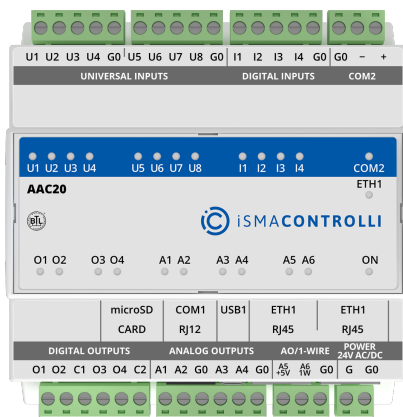 U1 U2 U3 U4 G0 U5 U6 U7 U8 G0 I1 I2 I3 I4 G0 G0 − +
UNIVERSAL INPUTS DIGITAL INPUTS COM2
U1 U2 U3 U4 U5 U6 U7 U8 I1 I2 I3 I4 COM2
ETH1
AAC20
BTL
iSMACONTROLLI
O1 O2 O3 O4 A1 A2 A3 A4 A5 A6 ON
microSD COM1 USB1 ETH1 ETH1
CARD RJ12 RJ45 RJ45
DIGITAL OUTPUTS ANALOG OUTPUTS AO/1-WIRE POWER
24V AC/DC
O1 O2 C1 O3 O4 C2 A1 A2 G0 A3 A4 G0 A5 A6 G0 G G0
+5V 1W